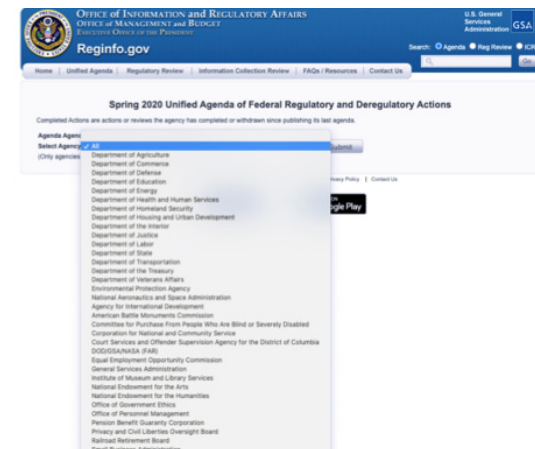 OFFICE OF INFORMATION AND REGULATORY AFFAIRS
OFFICE OF MANAGEMENT AND BUDGET
EXECUTIVE OFFICE OF THE PRESIDENT
Reginfo.gov
U.S. General
Services
Administration
GSA
Search: Agenda Reg Review ICR
Go
Home | Unified Agenda | Regulatory Review | Information Collection Review | FAQs / Resources | Contact Us
Spring 2020 Unified Agenda of Federal Regulatory and Deregulatory Actions
Completed Actions are actions or reviews the agency has completed or withdrawn since publishing its last agenda.
Agenda Agenc
Select Agency ✓ All
Submit
(Only agencies
Department of Agriculture
Department of Commerce
Department of Defense
Department of Education
Department of Energy
Department of Health and Human Services
Department of Homeland Security
Department of Housing and Urban Development
Department of the Interior
Department of Justice
Department of Labor
Department of State
Department of Transportation
Department of the Treasury
Department of Veterans Affairs
Environmental Protection Agency
National Aeronautics and Space Administration
Agency for International Development
American Battle Monuments Commission
Committee for Purchase From People Who Are Blind or Severely Disabled
Corporation for National and Community Service
Court Services and Offender Supervision Agency for the District of Columbia
DOD/GSA/NASA (FAR)
Equal Employment Opportunity Commission
General Services Administration
Institute of Museum and Library Services
National Endowment for the Arts
National Endowment for the Humanities
Office of Government Ethics
Office of Personnel Management
Pension Benefit Guaranty Corporation
Privacy and Civil Liberties Oversight Board
Railroad Retirement Board
Small Business Administration
Policy | Contact Us
ogle Play